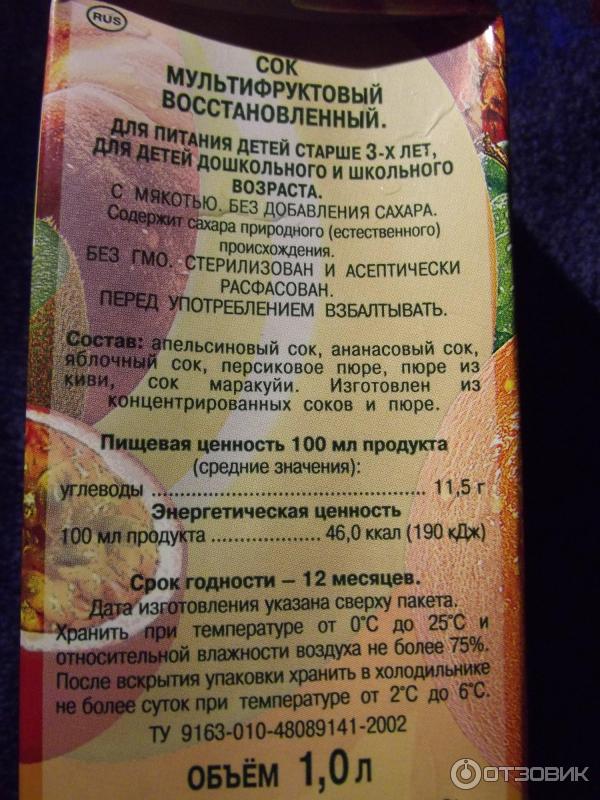 RUS
СОК
МУЛЬТИФРУКТОВЫЙ
ВОССТАНОВЛЕННЫЙ.
ДЛЯ ПИТАНИЯ ДЕТЕЙ СТАРШЕ 3-Х ЛЕТ,
ДЛЯ ДЕТЕЙ ДОШКОЛЬНОГО И ШКОЛЬНОГО
ВОЗРАСТА.
С МЯКОТЬЮ. БЕЗ ДОБАВЛЕНИЯ САХАРА.
Содержит сахара природного (естественного)
происхождения.
БЕЗ ГМО. СТЕРИЛИЗОВАН И АСЕПТИЧЕСКИ
РАСФАСОВАН.
ПЕРЕД УПОТРЕБЛЕНИЕМ ВЗБАЛТЫВАТЬ.
Состав: апельсиновый сок, ананасовый сок,
яблочный сок, персиковое пюре, пюре из
киви, сок маракуйи. Изготовлен из
концентрированных соков и пюре.
Пищевая ценность 100 мл продукта
(средние значения):
углеводы ........................................ 11,5 г
Энергетическая ценность
100 мл продукта .................... 46,0 ккал (190 кДж)
Срок годности – 12 месяцев.
Дата изготовления указана сверху пакета.
Хранить при температуре от 0°С до 25°С и
относительной влажности воздуха не более 75%.
После вскрытия упаковки хранить в холодильнике
не более суток при температуре от 2°С до 6°С.
ТУ 9163-010-48089141-2002
ОБЪЁМ 1,0 л
ОТЗОВИК